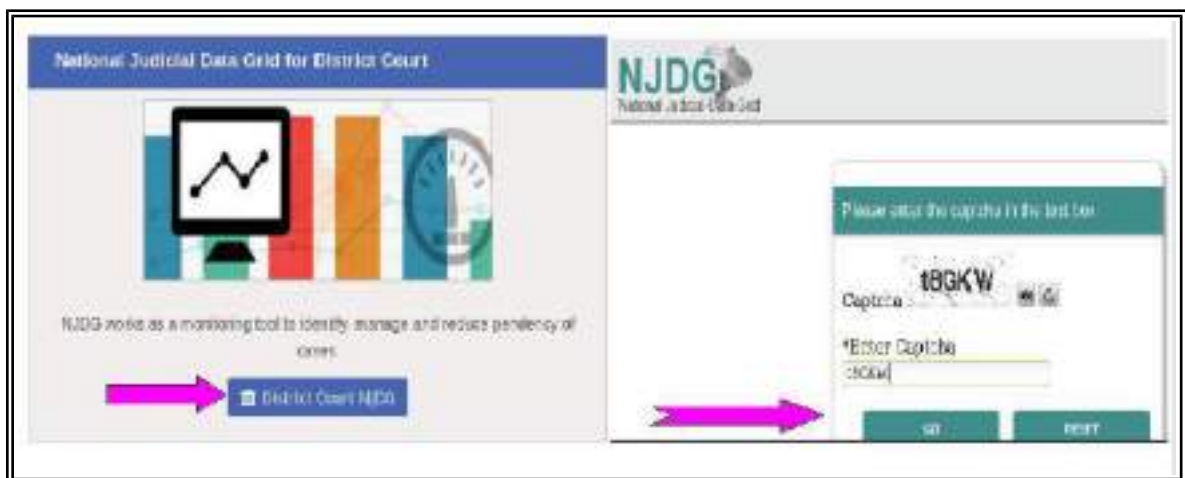 National Judicial Data Grid for District Court
NJDG works as a monitoring tool to identify, manage and reduce pendency of
cases
District Court NJDG
NJDG
National Judicial Data Grid
Please enter the captcha in the text box
Captcha
t8GKW
*Enter Captcha
GO
RESET